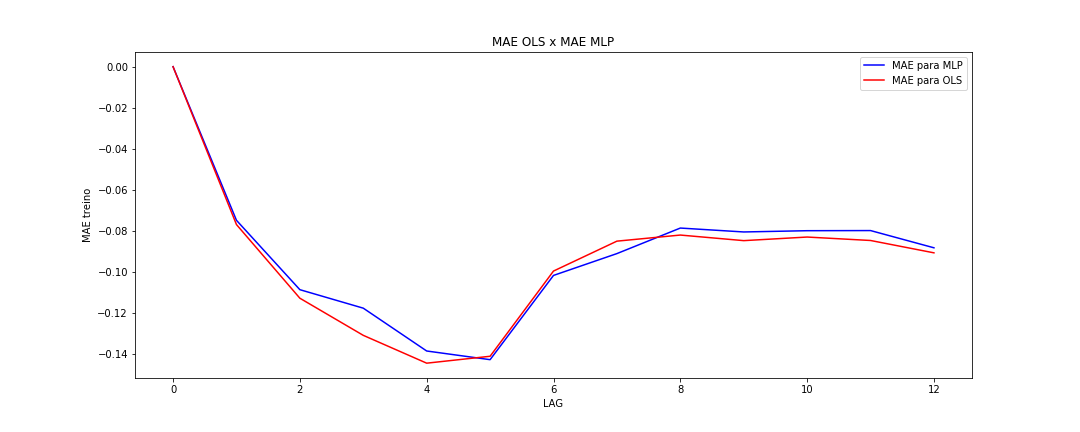 MAE OLS x MAE MLP
MAE para MLP
MAE para OLS
MAE treino
0.00
−0.02
−0.04
−0.06
−0.08
−0.10
−0.12
−0.14
0 2 4 6 8 10 12
LAG